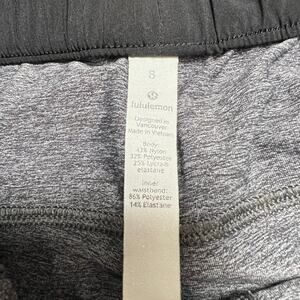 8
lululemon
Designed in
Vancouver
Made in Vietnam
Body:
43% Nylon
32% Polyester
25% Lycra®
elastane
Inner
waistband:
86% Polyester
14% Elastane